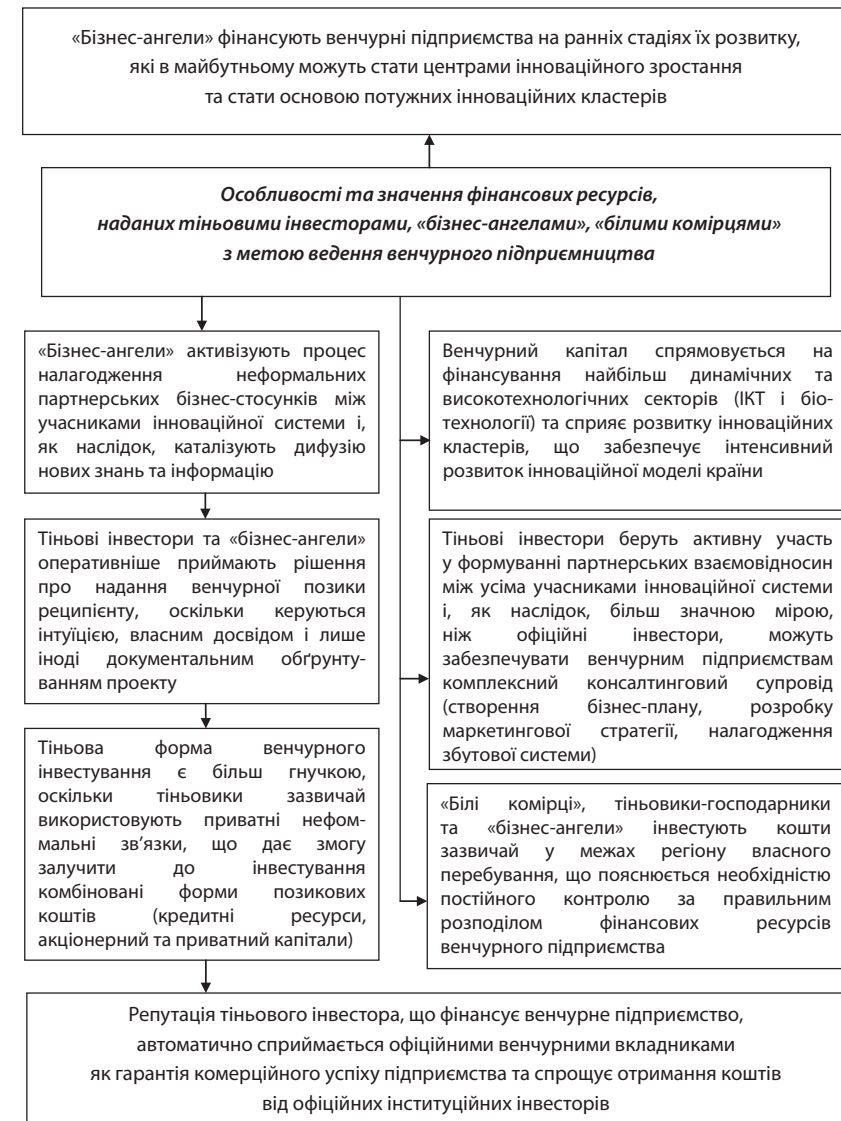 «Бізнес-ангели» фінансують венчурні підприємства на ранніх стадіях їх розвитку,
які в майбутньому можуть стати центрами інноваційного зростання
та стати основою потужних інноваційних кластерів
Особливості та значення фінансових ресурсів,
наданих тіньовими інвесторами, «бізнес-ангелами», «білими комірцями»
з метою ведення венчурного підприємництва
«Бізнес-ангели» активізують процес
налагодження неформальних
партнерських бізнес-стосунків між
учасниками інноваційної системи і,
як наслідок, каталізують дифузію
нових знань та інформацію
Тіньові інвестори та «бізнес-ангели»
оперативніше приймають рішення
про надання венчурної позики
реципієнту, оскільки керуються
інтуїцією, власним досвідом і лише
іноді документальним обґрунту-
ванням проекту
Тіньова форма венчурного
інвестування є більш гнучкою,
оскільки тіньовики зазвичай
використовують приватні нефом-
мальні зв’язки, що дає змогу
залучити до інвестування
комбіновані форми позикових
коштів (кредитні ресурси,
акціонерний та приватний капітали)
Венчурний капітал спрямовується на
фінансування найбільш динамічних та
високотехнологічних секторів (ІКТ і біо-
технології) та сприяє розвитку інноваційних
кластерів, що забезпечує інтенсивний
розвиток інноваційної моделі країни
Тіньові інвестори беруть активну участь
у формуванні партнерських взаємовідносин
між усіма учасниками інноваційної системи
і, як наслідок, більш значною мірою,
ніж офіційні інвестори, можуть
забезпечувати венчурним підприємствам
комплексний консалтинговий супровід
(створення бізнес-плану, розробку
маркетингової стратегії, налагодження
збутової системи)
«Білі комірці», тіньовики-господарники
та «бізнес-ангели» інвестують кошти
зазвичай у межах регіону власного
перебування, що пояснюється необхідністю
постійного контролю за правильним
розподілом фінансових ресурсів
венчурного підприємства
Репутація тіньового інвестора, що фінансує венчурне підприємство,
автоматично сприймається офіційними венчурними вкладниками
як гарантія комерційного успіху підприємства та спрощує отримання коштів
від офіційних інституційних інвесторів